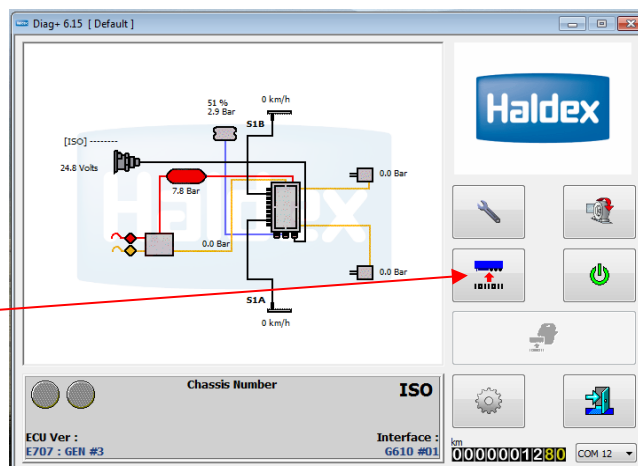 Diag+ 6.15 [ Default ]
Haldex
51 %
2.9 Bar
0 km/h
S1B
[ISO] --------
24.8 Volts
0.0 Bar
7.8 Bar
Haldex
0.0 Bar
0.0 Bar
S1A
0 km/h
Chassis Number
ISO
ECU Ver :
E707 : GEN #3
Interface :
G610 #01
km
0000001280
COM 12